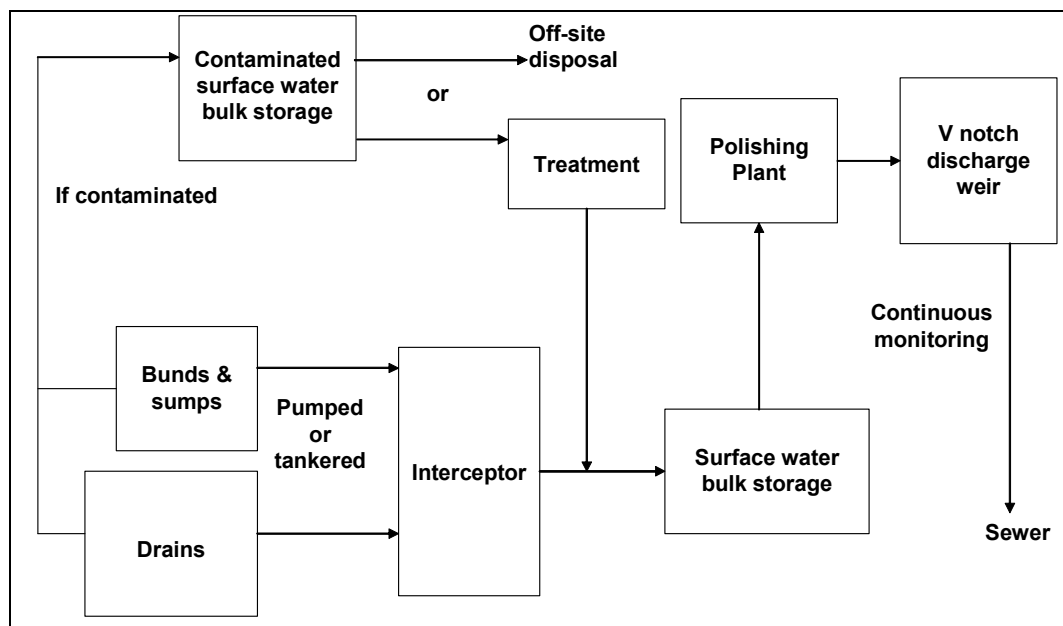 Off-site
disposal
Contaminated
surface water
bulk storage
or
Treatment
Polishing
Plant
V notch
discharge
weir
If contaminated
Continuous
monitoring
Bunds &
sumps
Pumped
or
tankered
Interceptor
Surface water
bulk storage
Drains
Sewer